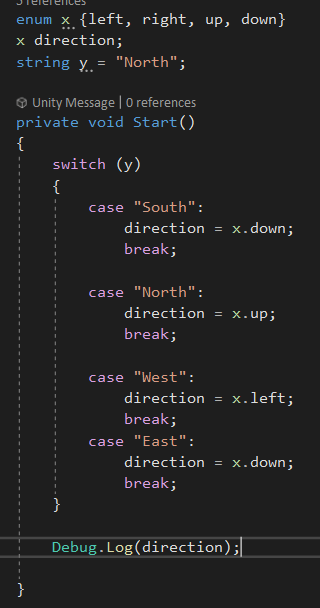 5 references
enum x {left, right, up, down}
x direction;
string y = "North";
Unity Message | 0 references
private void Start()
{
switch (y)
{
case "South":
direction = x.down;
break;
case "North":
direction = x.up;
break;
case "West":
direction = x.left;
break;
case "East":
direction = x.down;
break;
}
Debug.Log(direction);
}